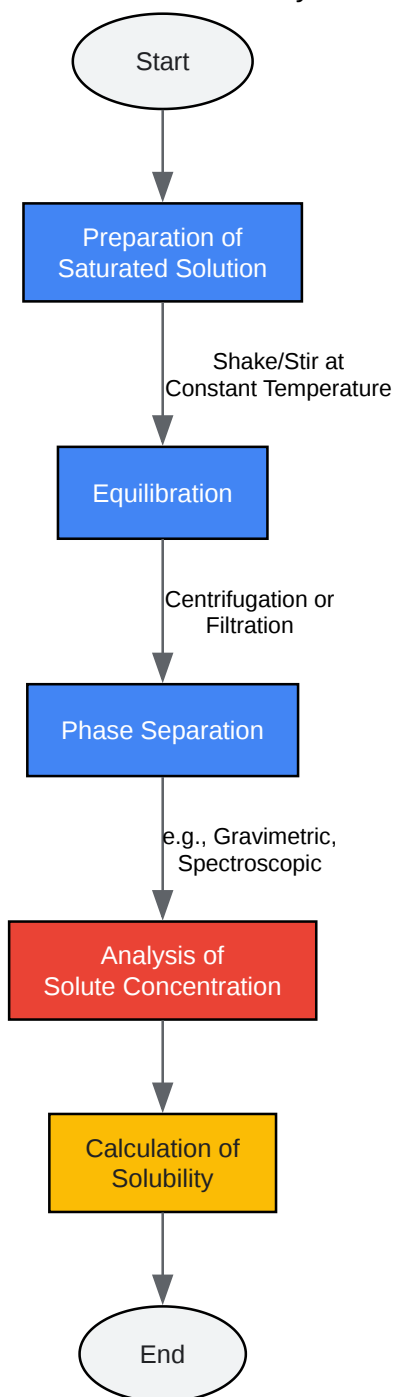 Start
Preparation of
Saturated Solution
Shake/Stir at
Constant Temperature
Equilibration
Centrifugation or
Filtration
Phase Separation
e.g., Gravimetric,
Spectroscopic
Analysis of
Solute Concentration
Calculation of
Solubility
End